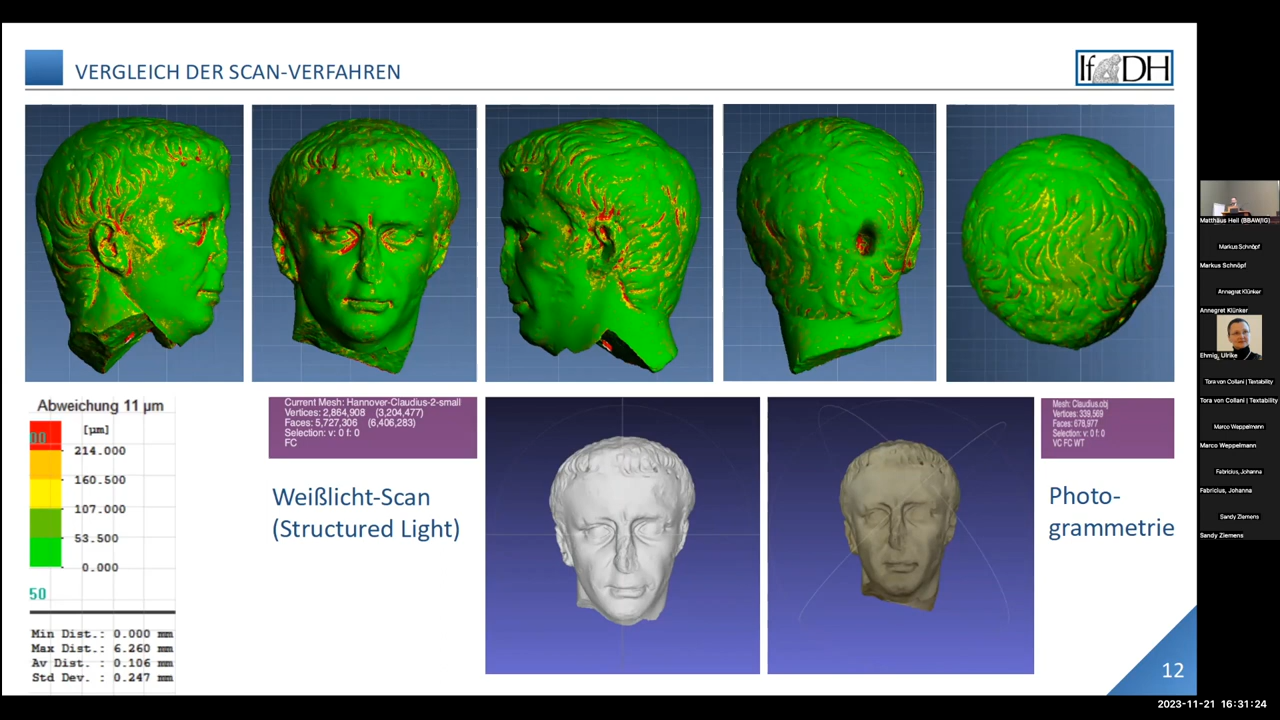 VERGLEICH DER SCAN-VERFAHREN
If DH
Abweichung 11 µm
[µm]
214.000
160.500
107.000
53.500
0.000
50
Min Dist.: 0.000 mm
Max Dist.: 6.260 mm
Av Dist. : 0.106 mm
Std Dev. : 0.247 mm
Current Mesh: Hannover-Claudius-2-small
Vertices: 2,864,908 (3,204,477)
Faces: 5,727,306 (6,406,283)
Selection: v: 0 f: 0
FC
Weißlicht-Scan
(Structured Light)
Mesh: Claudius.obj
Vertices: 339,569
Faces: 678,977
Selection: v: 0 f: 0
VC FC WT
Photo-
grammetrie
12
Matthäus Heil (BBAW/IG)
Markus Schnöpf
Markus Schnöpf
Annegret Klünker
Annegret Klünker
Ehmig, Ulrike
Tora von Collani | Textability
Tora von Collani | Textability
Marco Weppelmann
Marco Weppelmann
Fabricius, Johanna
Fabricius, Johanna
Sandy Ziemens
Sandy Ziemens
2023-11-21 16:31:24